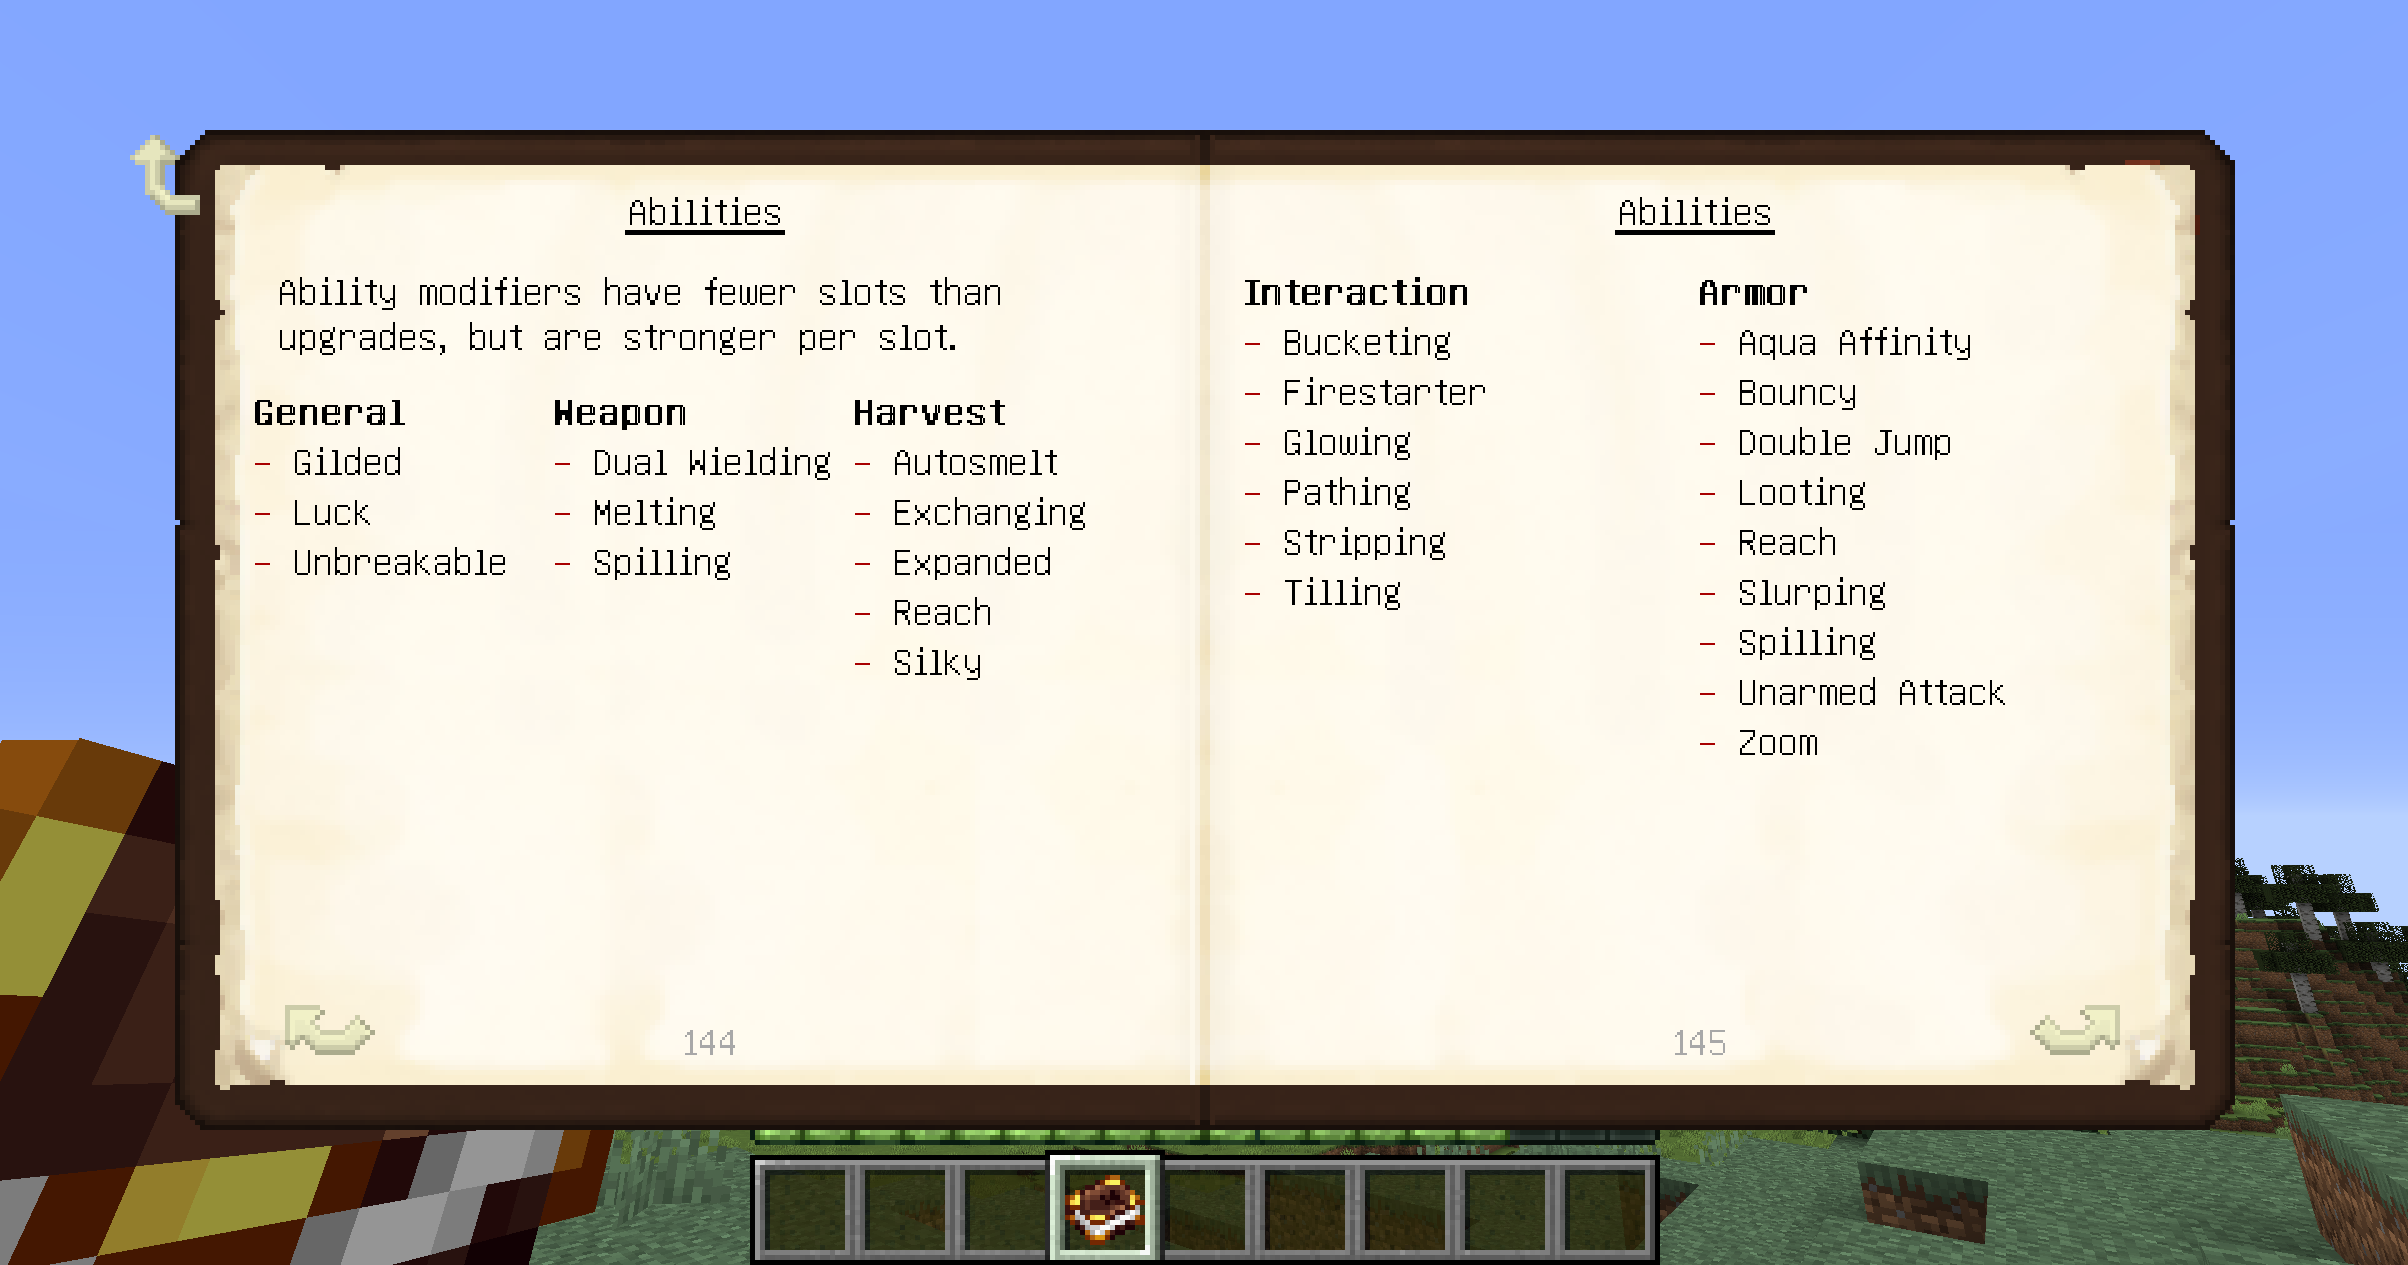 Abilities
Ability modifiers have fewer slots than
upgrades, but are stronger per slot.
General
- Gilded
- Luck
- Unbreakable
Weapon
- Dual Wielding
- Melting
- Spilling
Harvest
- Autosmelt
- Exchanging
- Expanded
- Reach
- Silky
144
Abilities
Interaction
- Bucketing
- Firestarter
- Glowing
- Pathing
- Stripping
- Tilling
Armor
- Aqua Affinity
- Bouncy
- Double Jump
- Looting
- Reach
- Slurping
- Spilling
- Unarmed Attack
- Zoom
145